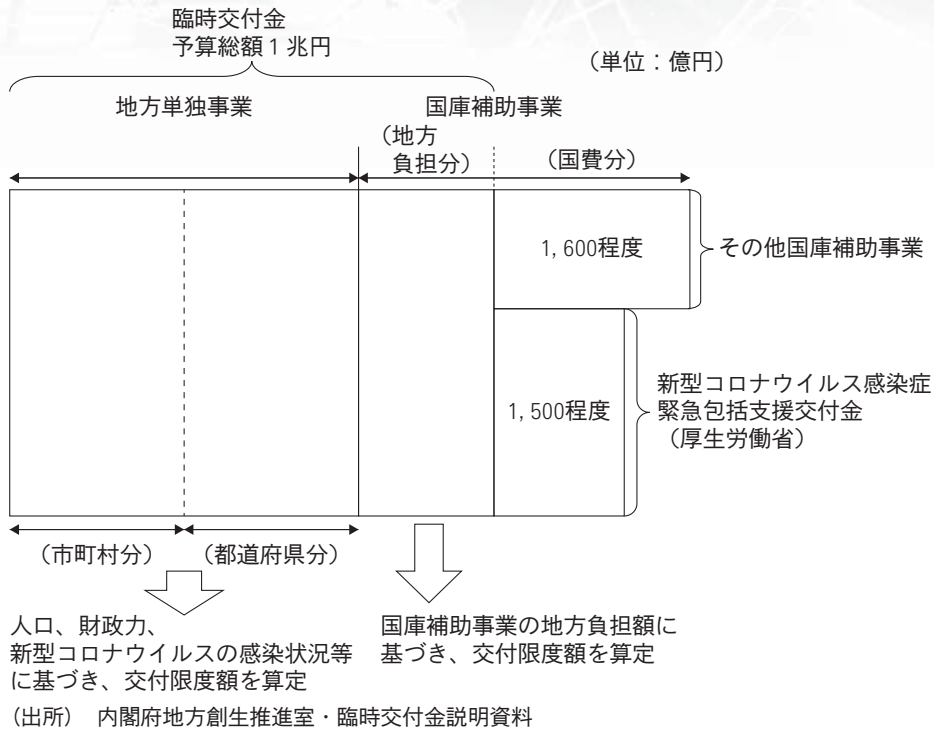 臨時交付金
予算総額1兆円
(単位：億円)
地方単独事業
国庫補助事業
(地方
負担分)
(国費分)
1,600程度
その他国庫補助事業
1,500程度
新型コロナウイルス感染症
緊急包括支援交付金
(厚生労働省)
(市町村分)
(都道府県分)
人口、財政力、
新型コロナウイルスの感染状況等
に基づき、交付限度額を算定
国庫補助事業の地方負担額に
基づき、交付限度額を算定
(出所) 内閣府地方創生推進室・臨時交付金説明資料